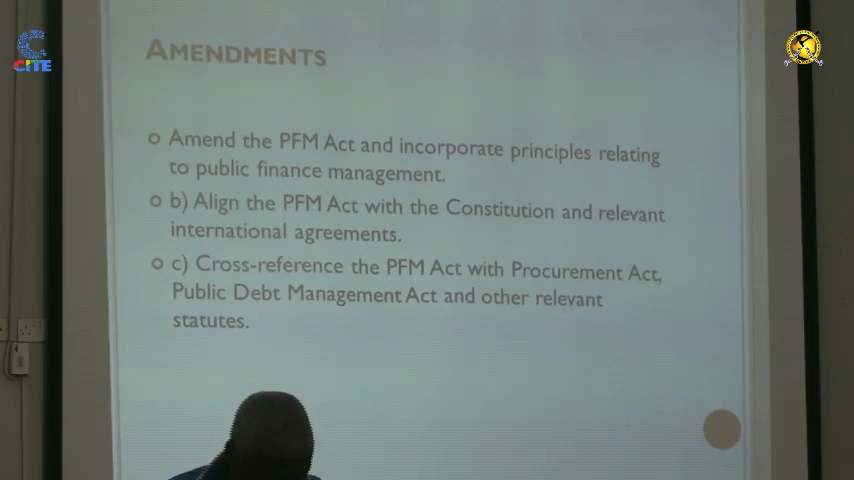 CITE
AMENDMENTS
Amend the PFM Act and incorporate principles relating
to public finance management.
b) Align the PFM Act with the Constitution and relevant
international agreements.
c) Cross-reference the PFM Act with Procurement Act,
Public Debt Management Act and other relevant
statutes.